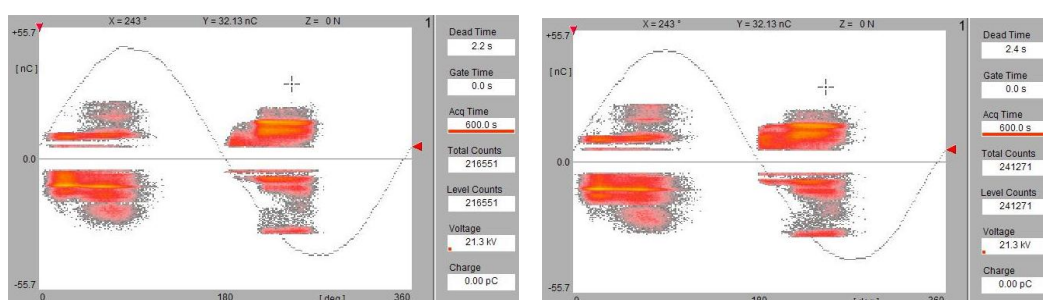 X = 243 ° Y = 32.13 nC Z = 0 N 1
+55.7
[ nC ]
0.0
-55.7
0 180 [ deg ] 360
Dead Time
2.2 s
Gate Time
0.0 s
Acq Time
600.0 s
Total Counts
216551
Level Counts
216551
Voltage
21.3 kV
Charge
0.00 pC
X = 243 ° Y = 32.13 nC Z = 0 N 1
+55.7
[ nC ]
0.0
-55.7
0 180 [ deg ] 360
Dead Time
2.4 s
Gate Time
0.0 s
Acq Time
600.0 s
Total Counts
241271
Level Counts
241271
Voltage
21.3 kV
Charge
0.00 pC